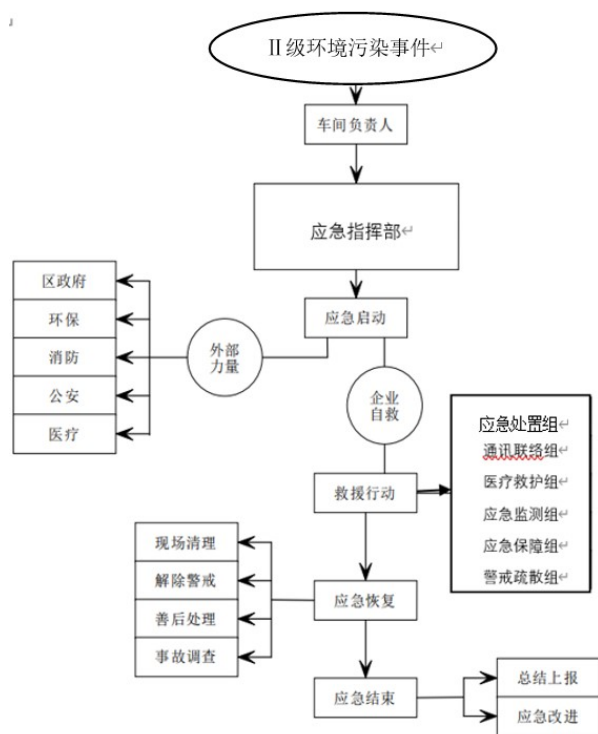 II级环境污染事件
车间负责人
应急指挥部
应急启动
外部
力量
区政府
环保
消防
公安
医疗
企业
自救
救援行动
应急处置组
通讯联络组
医疗救护组
应急监测组
应急保障组
警戒疏散组
现场清理
解除警戒
善后处理
事故调查
应急恢复
应急结束
总结上报
应急改进